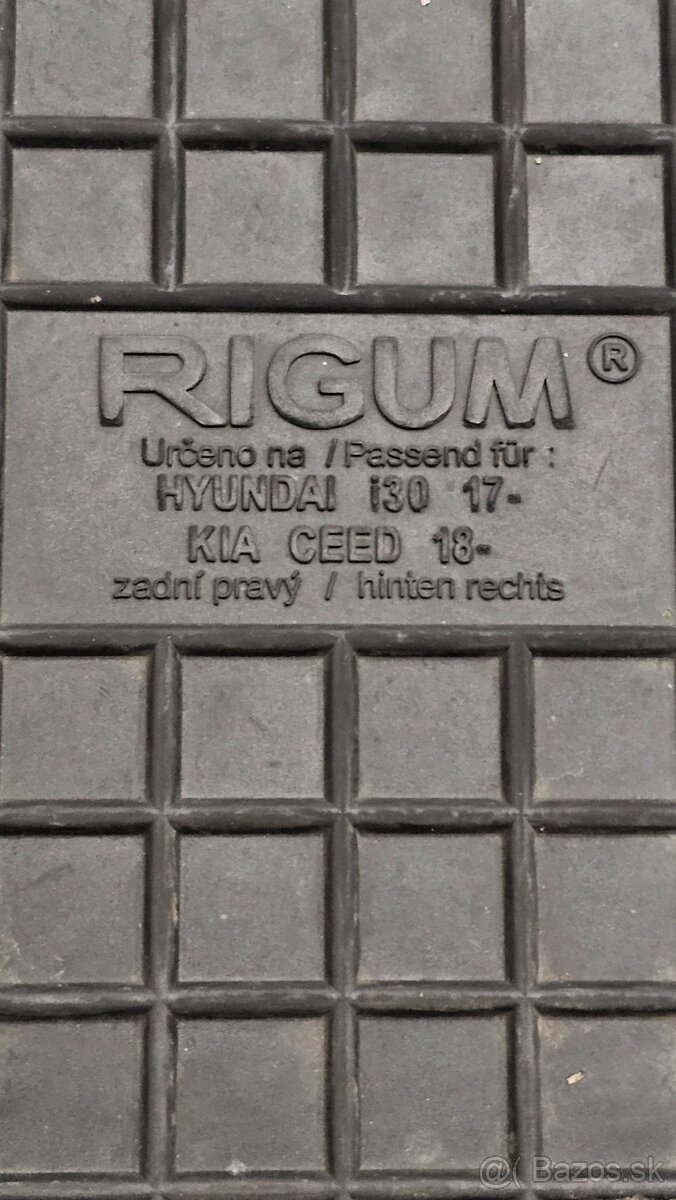 RIGUM®
Určeno na / Passend für :
HYUNDAI i30 17-
KIA CEED 18-
zadní pravý / hinten rechts
@( Bazos.sk